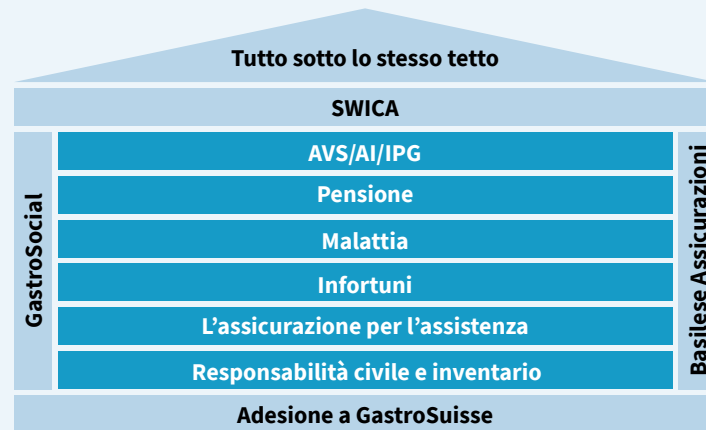 Tutto sotto lo stesso tetto
SWICA
GastroSocial
AVS/AI/IPG
Pensione
Malattia
Infortuni
L’assicurazione per l’assistenza
Responsabilità civile e inventario
Basilese Assicurazioni
Adesione a GastroSuisse